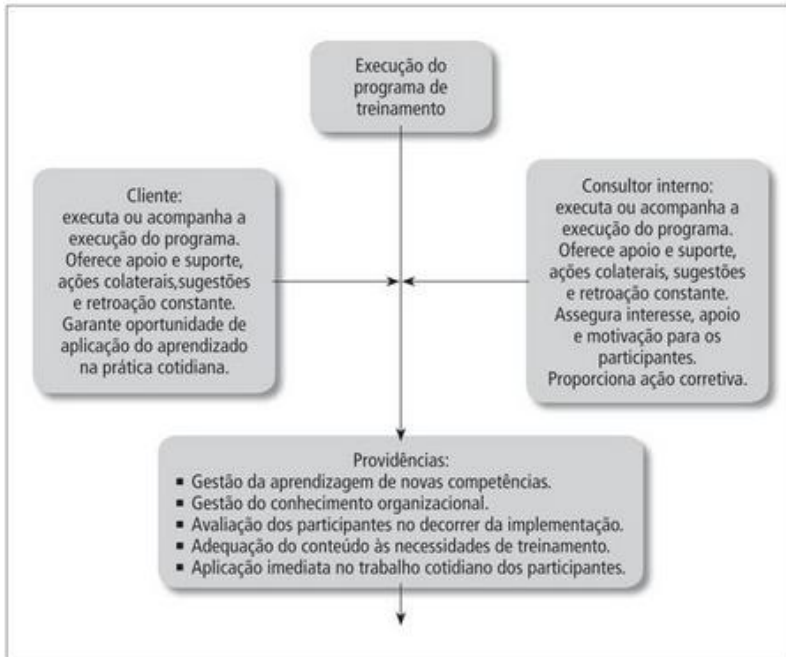 Execução do
programa de
treinamento
Cliente:
executa ou acompanha a
execução do programa.
Oferece apoio e suporte,
ações colaterais,sugestões
e retroação constante.
Garante oportunidade de
aplicação do aprendizado
na prática cotidiana.
Consultor interno:
executa ou acompanha a
execução do programa.
Oferece apoio e suporte,
ações colaterais, sugestões
e retroação constante.
Assegura interesse, apoio
e motivação para os
participantes.
Proporciona ação corretiva.
Providências:
▪ Gestão da aprendizagem de novas competências.
▪ Gestão do conhecimento organizacional.
▪ Avaliação dos participantes no decorrer da implementação.
▪ Adequação do conteúdo às necessidades de treinamento.
▪ Aplicação imediata no trabalho cotidiano dos participantes.